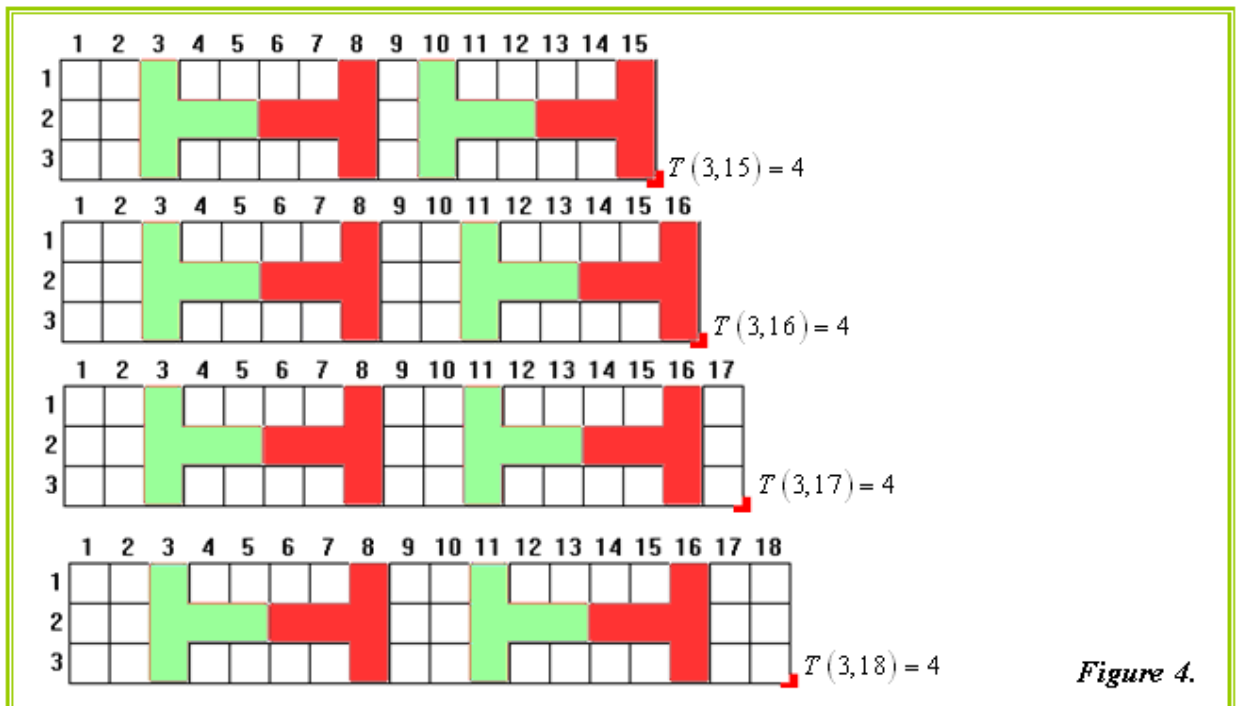 1 2 3 4 5 6 7 8 9 10 11 12 13 14 15
1
2
3
T(3,15) = 4
1 2 3 4 5 6 7 8 9 10 11 12 13 14 15 16
1
2
3
T(3,16) = 4
1 2 3 4 5 6 7 8 9 10 11 12 13 14 15 16 17
1
2
3
T(3,17) = 4
1 2 3 4 5 6 7 8 9 10 11 12 13 14 15 16 17 18
1
2
3
T(3,18) = 4
Figure 4.